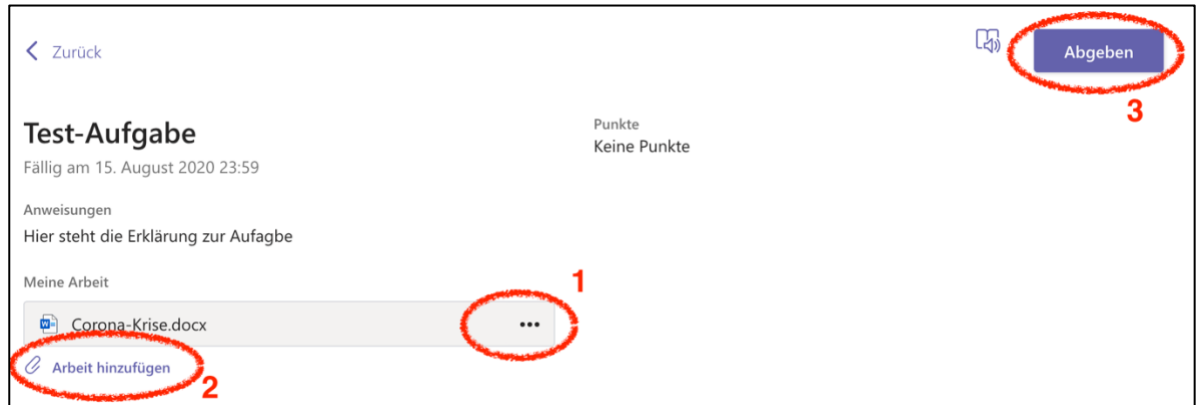 Zurück
Abgeben
3
Test-Aufgabe
Punkte
Keine Punkte
Fällig am 15. August 2020 23:59
Anweisungen
Hier steht die Erklärung zur Aufagbe
Meine Arbeit
1
Corona-Krise.docx
Arbeit hinzufügen
2